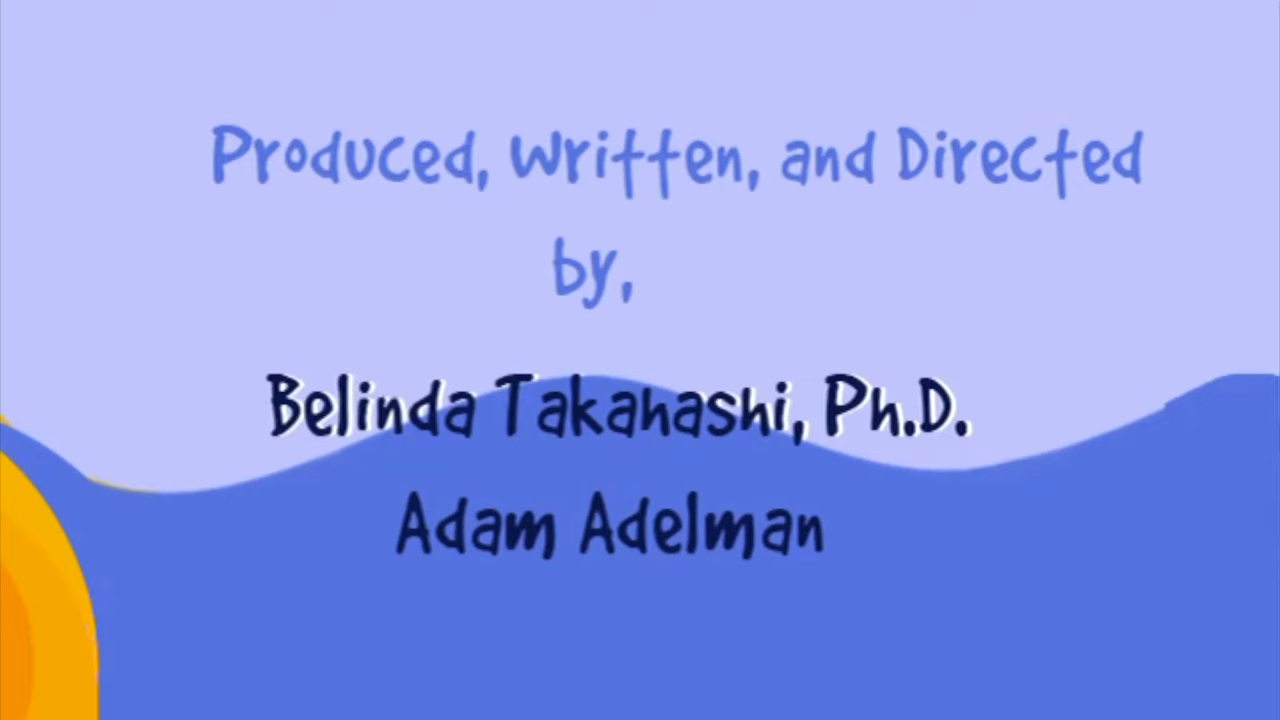 Produced, Written, and Directed
by,
Belinda Takahashi, Ph.D.
Adam Adelman